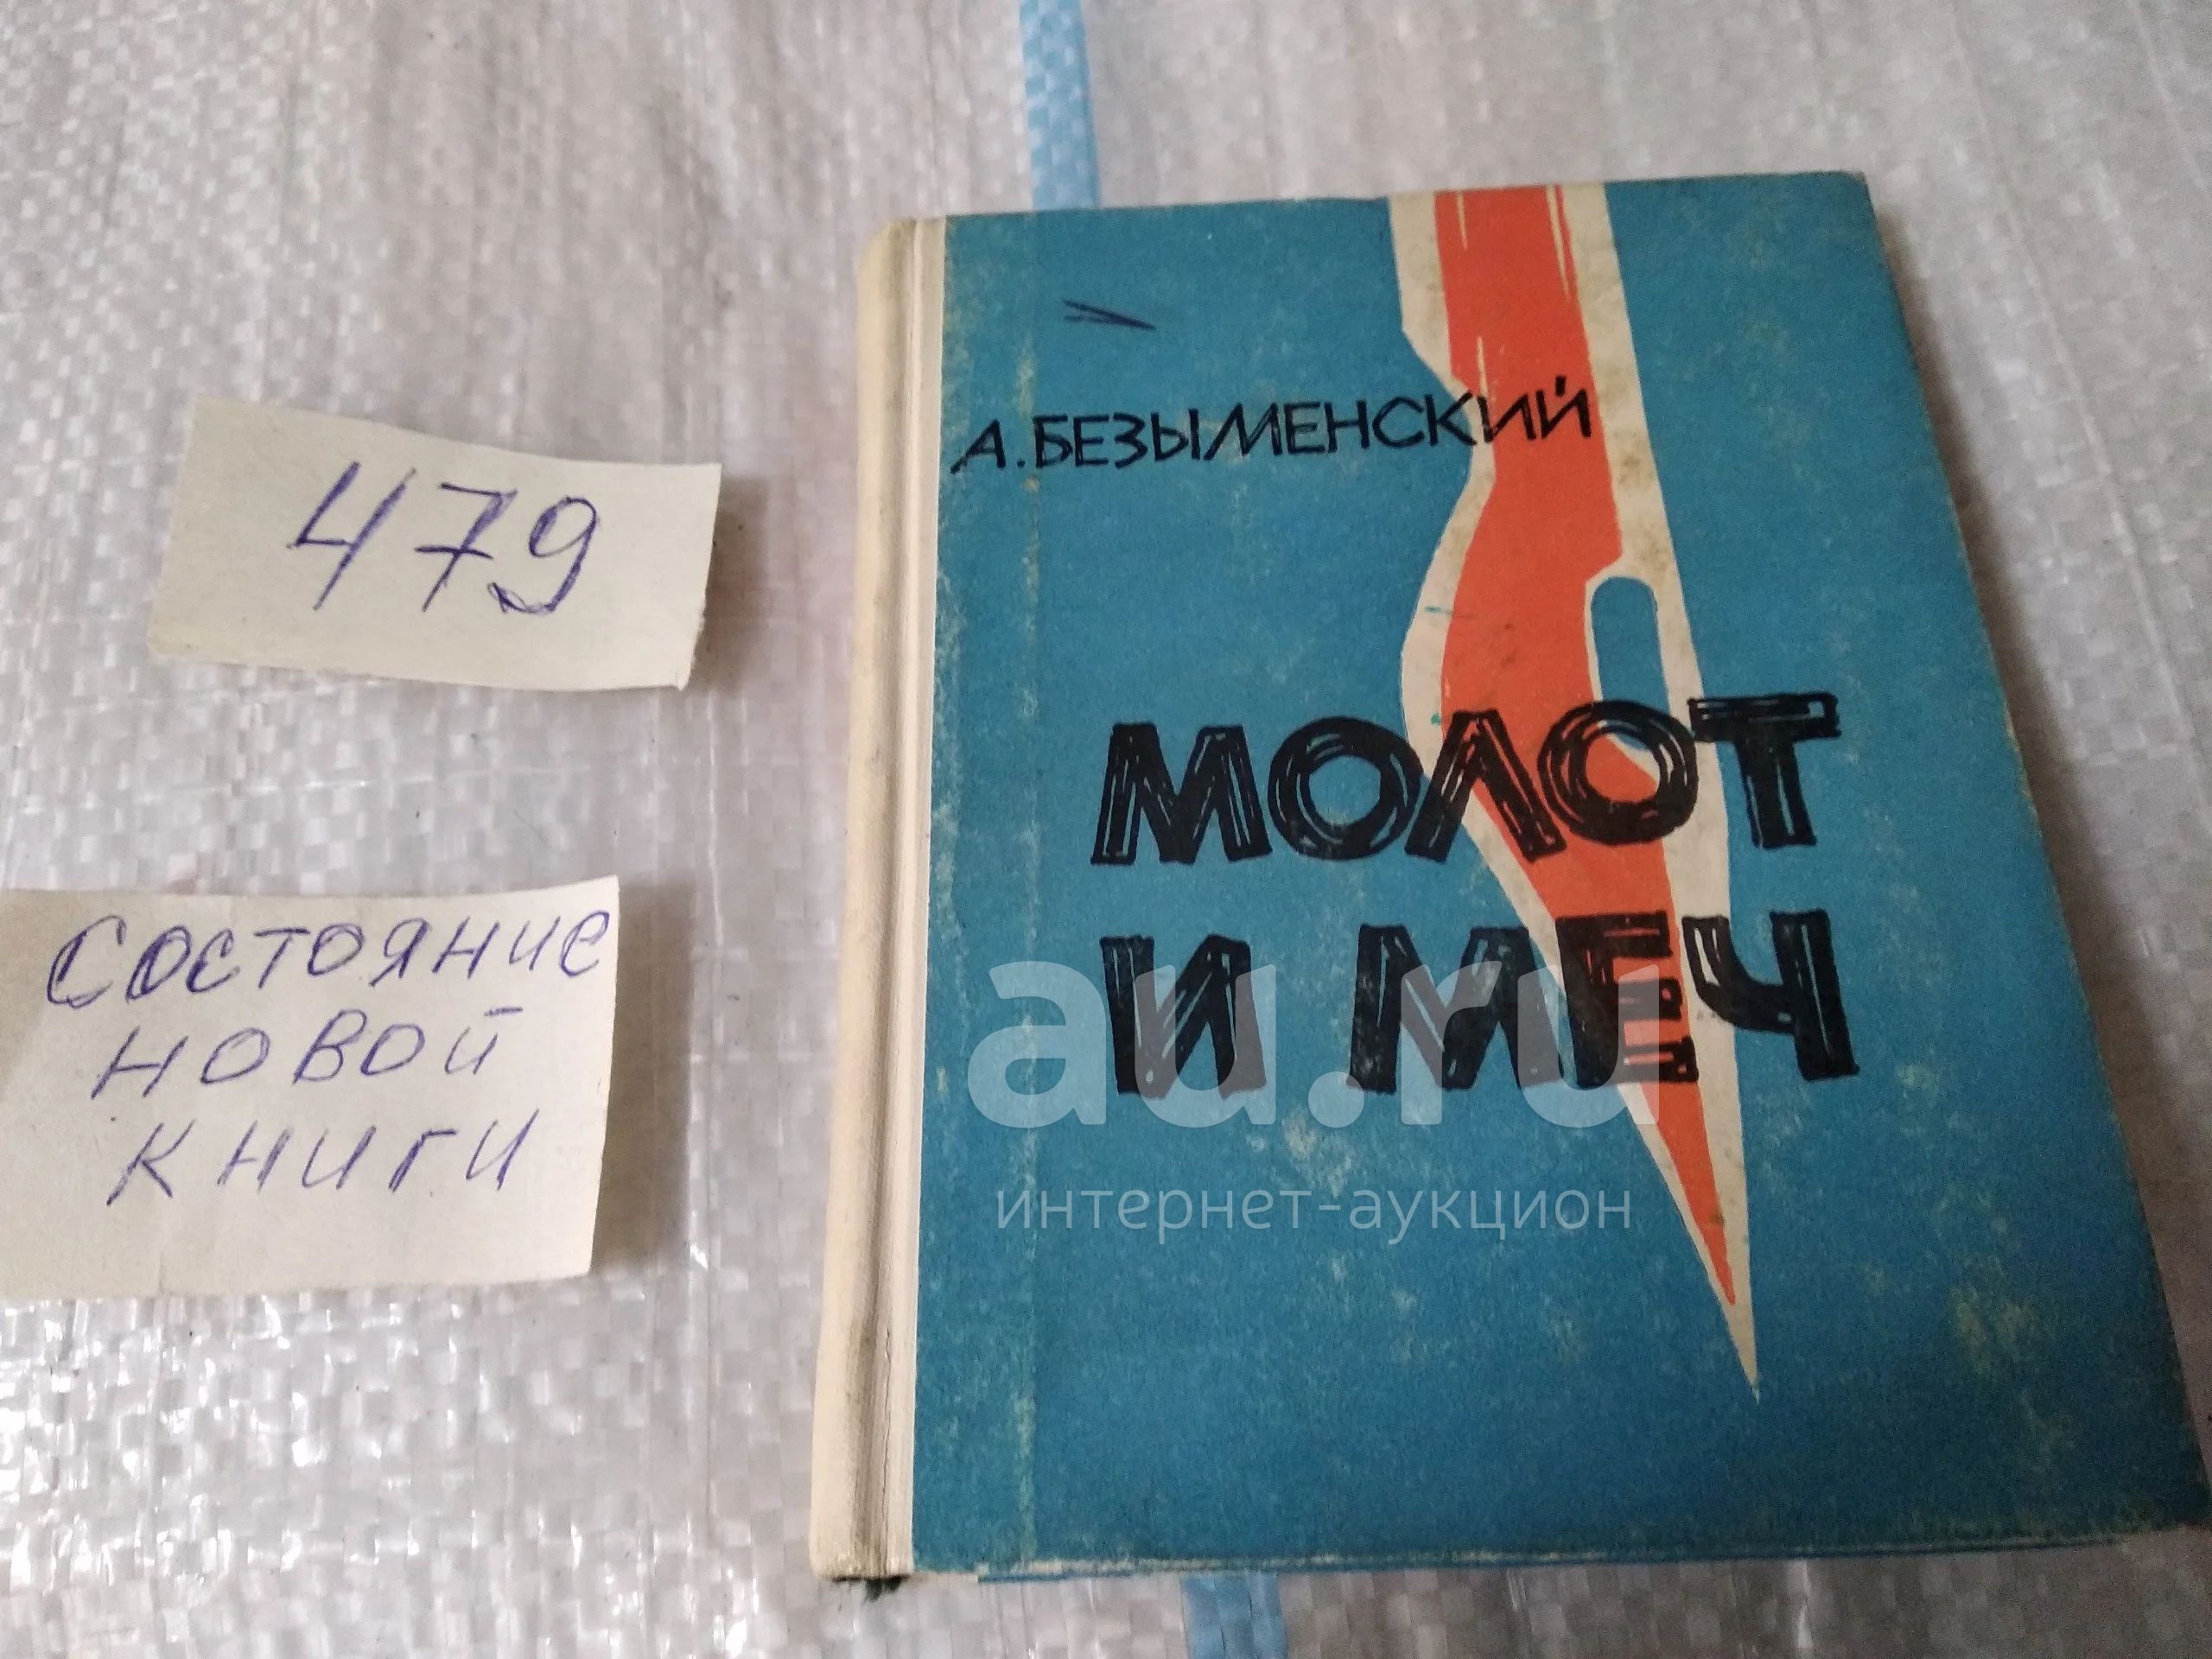 479
Состояние
новой
книги
А. БЕЗЫМЕНСКИЙ
МОЛОТ
И МЕЧ
au.ru
интернет-аукцион